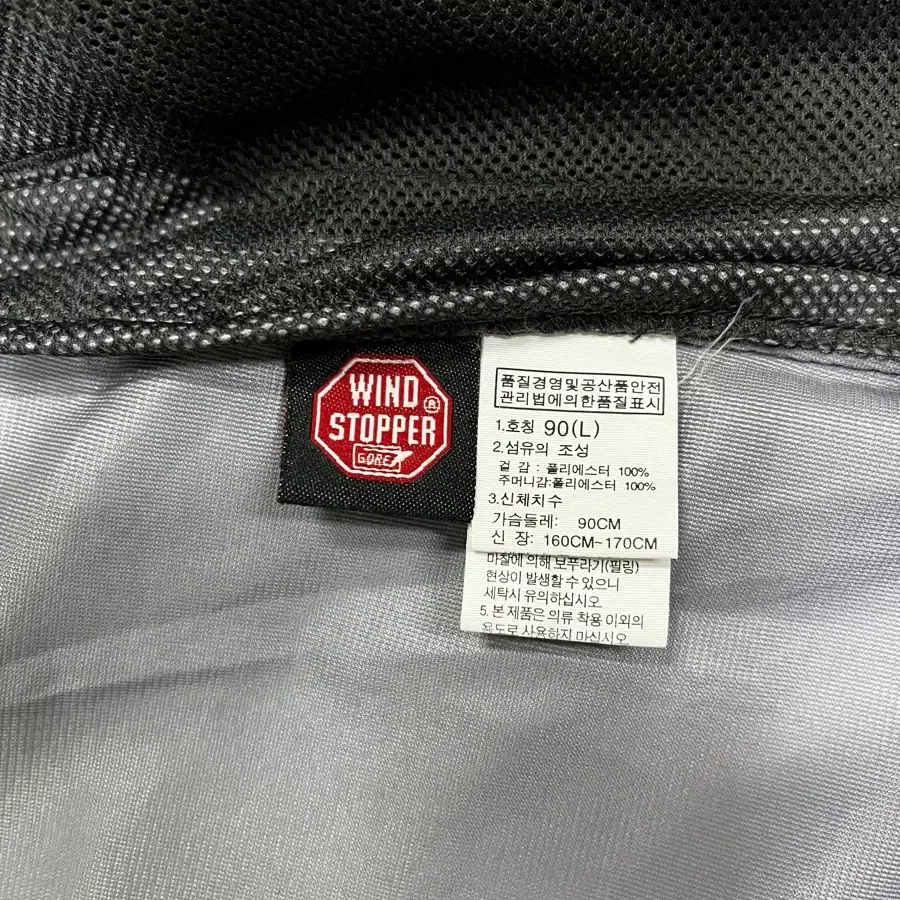 WIND
STOPPER®
GORE
품질경영및공산품안전
관리법에의한품질표시
1.호칭 90(L)
2.섬유의 조성
겉 감 : 폴리에스터 100%
주머니감:폴리에스터 100%
3.신체치수
가슴둘레: 90CM
신 장: 160CM~170CM
마찰에 의해 보푸라기(필링)
현상이 발생할 수 있으니
세탁시 유의하십시오.
5. 본 제품은 의류 착용 이외의
용도로 사용하지 마십시오.